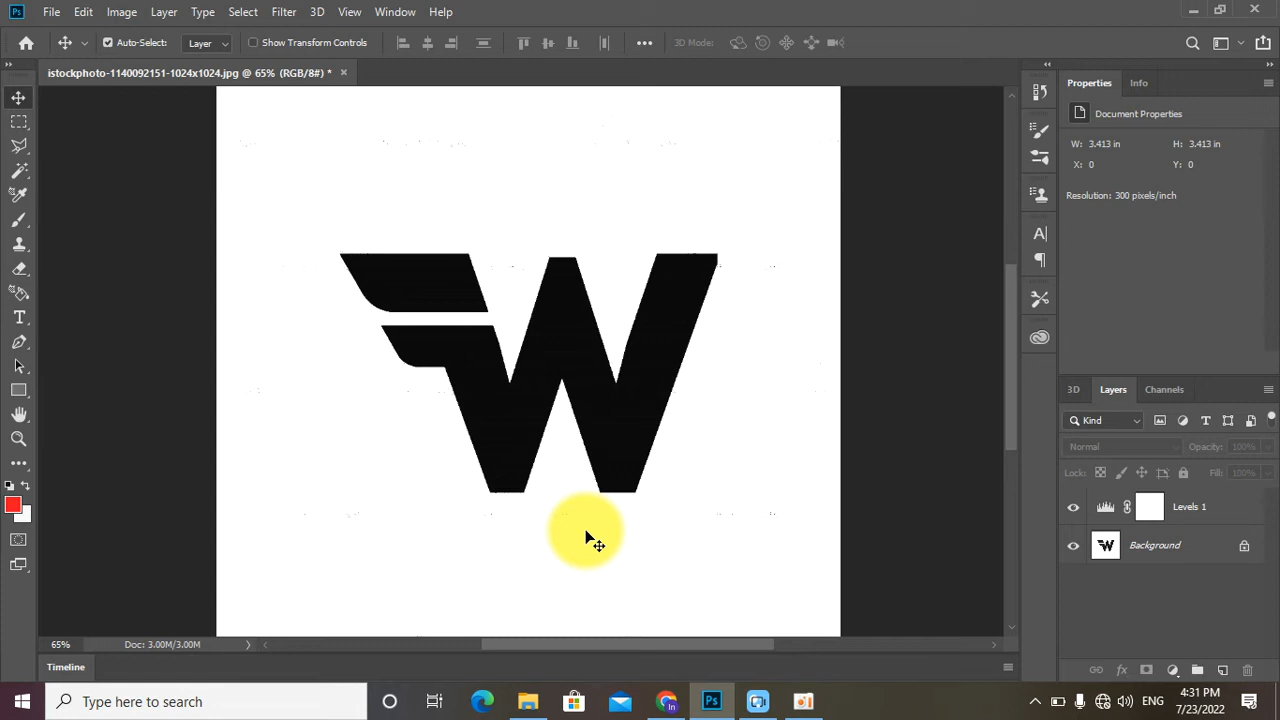 Ps File Edit Image Layer Type Select Filter 3D View Window Help
Auto-Select: Layer Show Transform Controls 3D Mode:
istockphoto-1140092151-1024x1024.jpg @ 65% (RGB/8#) *
Properties Info
Document Properties
W: 3.413 in H: 3.413 in
X: 0 Y: 0
Resolution: 300 pixels/inch
W
3D Layers Channels
Kind
Normal Opacity: 100%
Lock: Fill: 100%
Levels 1
Background
65% Doc: 3.00M/3.00M
Timeline
Type here to search
Ps
ENG
4:31 PM
7/23/2022